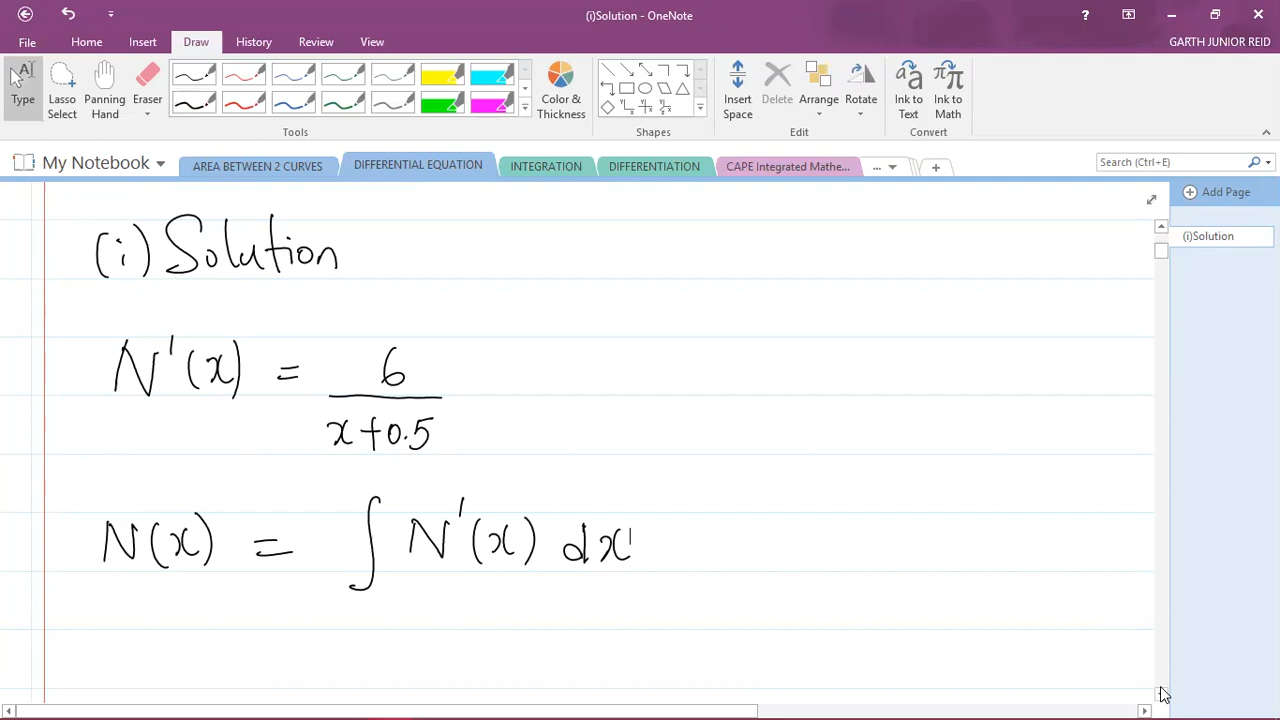 (i)Solution - OneNote
?
File Home Insert Draw History Review View
GARTH JUNIOR REID
Type
Lasso Select
Panning Hand
Eraser
Color & Thickness
Insert Space
Delete
Arrange
Rotate
Ink to Text
Ink to Math
Tools
Shapes
Edit
Convert
My Notebook
AREA BETWEEN 2 CURVES
DIFFERENTIAL EQUATION
INTEGRATION
DIFFERENTIATION
CAPE Integrated Mathe...
...
Search (Ctrl+E)
Add Page
(i)Solution
(i) Solution
N'(x) = 6
x+0.5
N(x) = ∫ N'(x) dx